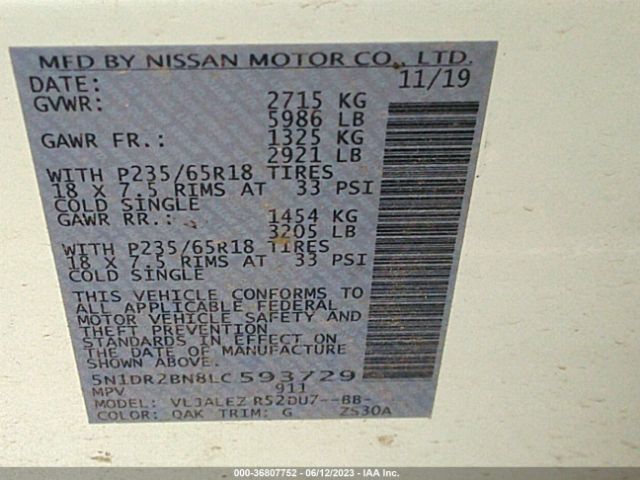 MFD BY NISSAN MOTOR CO., LTD.
DATE: 11/19
GVWR: 2715 KG
5986 LB
GAWR FR.: 1325 KG
2921 LB
WITH P235/65R18 TIRES
18 X 7.5 RIMS AT 33 PSI
COLD SINGLE
GAWR RR.: 1454 KG
3205 LB
WITH P235/65R18 TIRES
18 X 7.5 RIMS AT 33 PSI
COLD SINGLE
THIS VEHICLE CONFORMS TO
ALL APPLICABLE FEDERAL
MOTOR VEHICLE SAFETY AND
THEFT PREVENTION
STANDARDS IN EFFECT ON
THE DATE OF MANUFACTURE
SHOWN ABOVE.
5N1DR2BN8LC593729
MPV 911
MODEL: VLJALEZ R52DU7--BB-
COLOR: QAK TRIM: G ZS30A
000-36807752 - 06/12/2023 - IAA Inc.